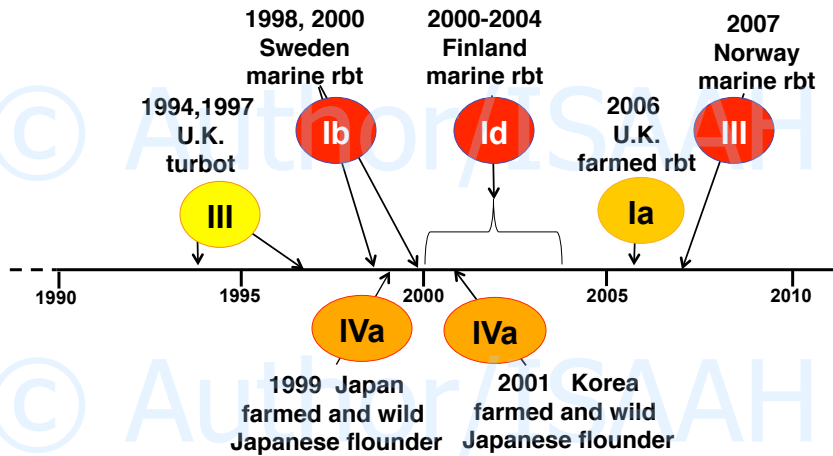 1998, 2000
Sweden
marine rbt
2000-2004
Finland
marine rbt
2007
Norway
marine rbt
1994,1997
U.K.
turbot
2006
U.K.
farmed rbt
Ib
Id
III
III
Ia
1990
1995
2000
2005
2010
IVa
IVa
1999 Japan
farmed and wild
Japanese flounder
2001 Korea
farmed and wild
Japanese flounder
© Author/ISAAH
© Author/ISAAH